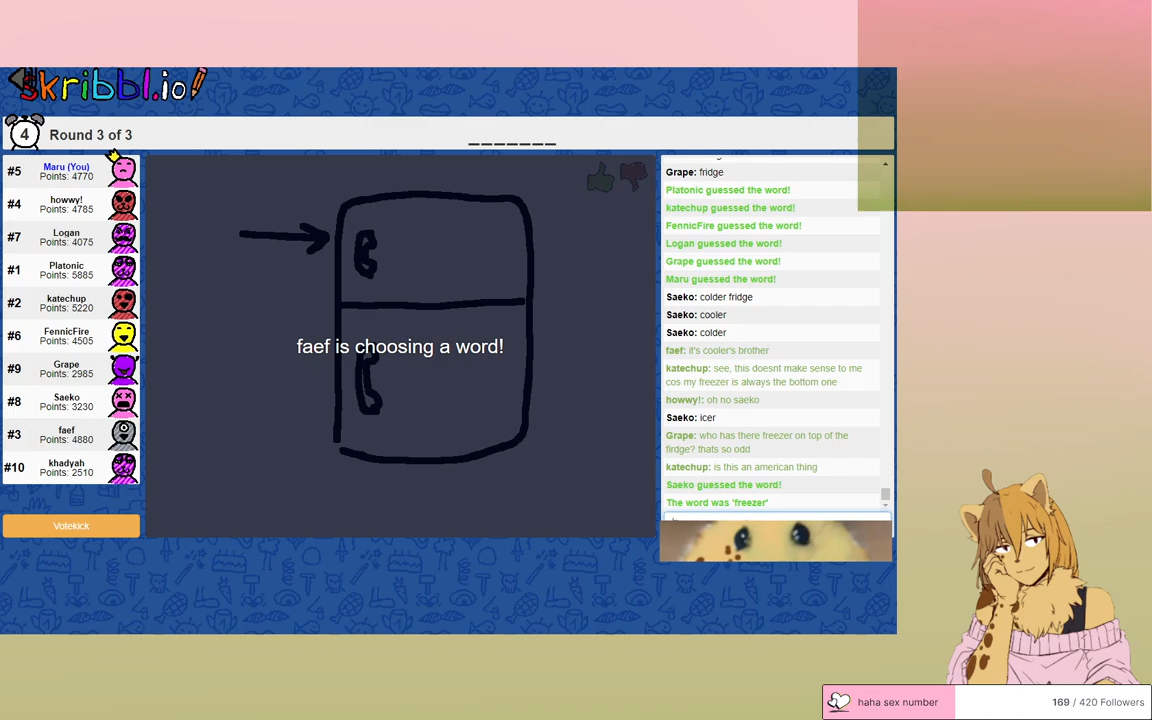 skribbl.io!
4
Round 3 of 3
_ _ _ _ _ _ _
#5 Maru (You)
Points: 4770
#4 howwy!
Points: 4785
#7 Logan
Points: 4075
#1 Platonic
Points: 5885
#2 katechup
Points: 5220
#6 FennicFire
Points: 4505
#9 Grape
Points: 2985
#8 Saeko
Points: 3230
#3 faef
Points: 4880
#10 khadyah
Points: 2510
Votekick
faef is choosing a word!
Grape: fridge
Platonic guessed the word!
katechup guessed the word!
FennicFire guessed the word!
Logan guessed the word!
Grape guessed the word!
Maru guessed the word!
Saeko: colder fridge
Saeko: cooler
Saeko: colder
faef: it's cooler's brother
katechup: see, this doesnt make sense to me
cos my freezer is always the bottom one
howwy!: oh no saeko
Saeko: icer
Grape: who has there freezer on top of the
firdge? thats so odd
katechup: is this an american thing
Saeko guessed the word!
The word was 'freezer'
haha sex number
169 / 420 Followers